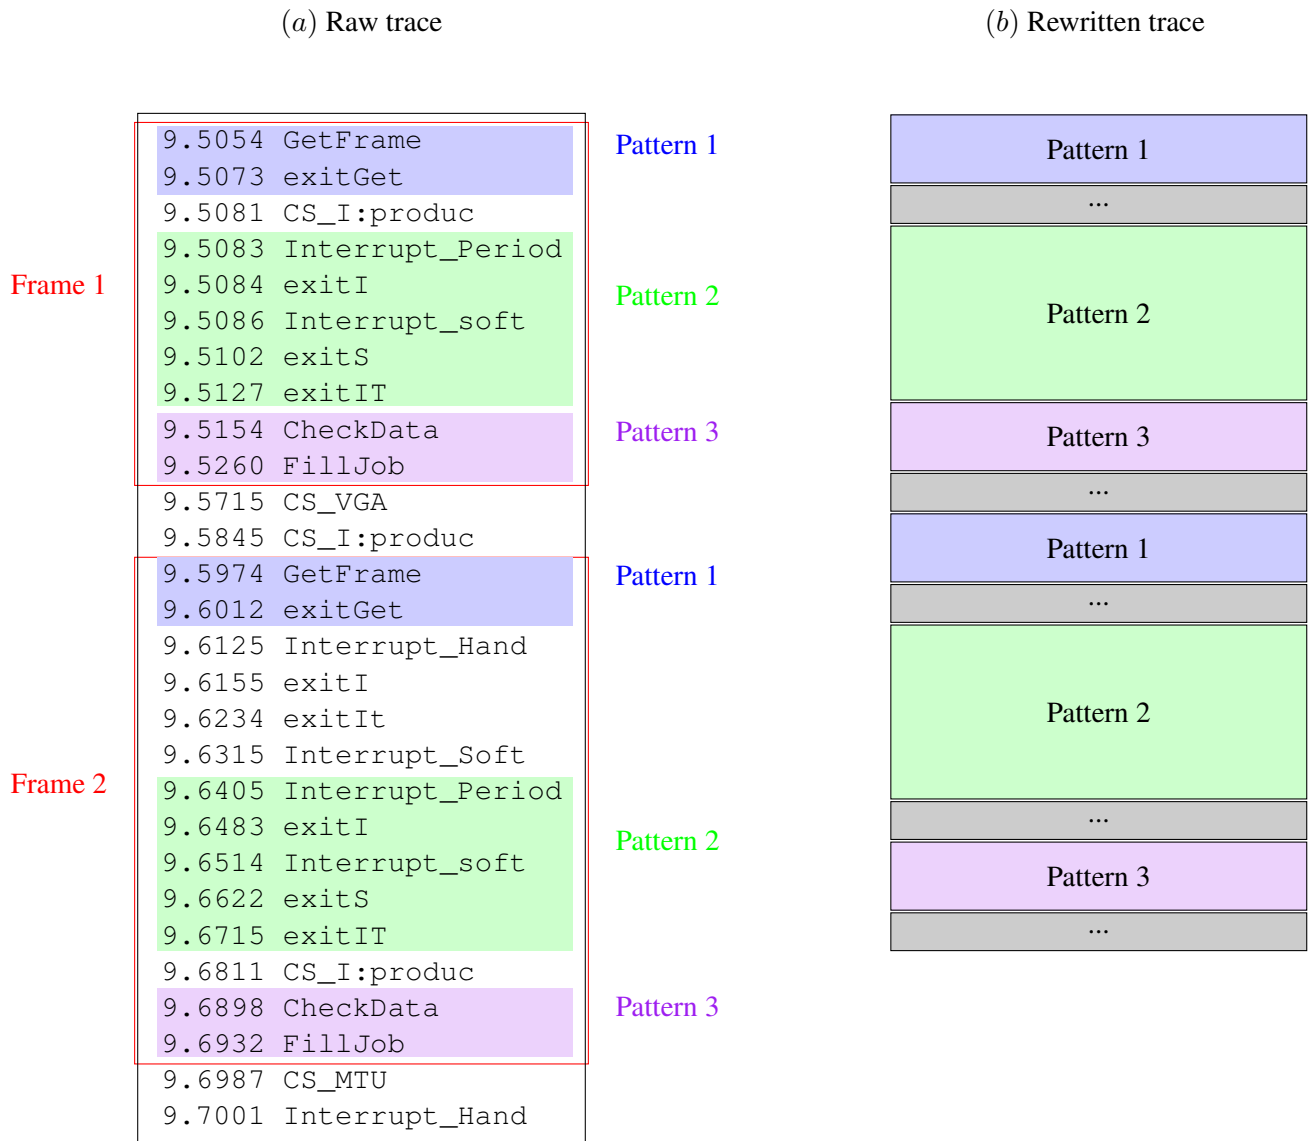 (a) Raw trace
9.5054 GetFrame
9.5073 exitGet
9.5081 CS_I:produc
9.5083 Interrupt_Period
9.5084 exitI
9.5086 Interrupt_soft
9.5102 exitS
9.5127 exitIT
9.5154 CheckData
9.5260 FillJob
9.5715 CS_VGA
9.5845 CS_I:produc
9.5974 GetFrame
9.6012 exitGet
9.6125 Interrupt_Hand
9.6155 exitI
9.6234 exitIt
9.6315 Interrupt_Soft
9.6405 Interrupt_Period
9.6483 exitI
9.6514 Interrupt_soft
9.6622 exitS
9.6715 exitIT
9.6811 CS_I:produc
9.6898 CheckData
9.6932 FillJob
9.6987 CS_MTU
9.7001 Interrupt_Hand
Frame 1
Frame 2
Pattern 1
Pattern 2
Pattern 3
Pattern 1
Pattern 2
Pattern 3
(b) Rewritten trace
Pattern 1
...
Pattern 2
Pattern 3
...
Pattern 1
...
Pattern 2
...
Pattern 3
...